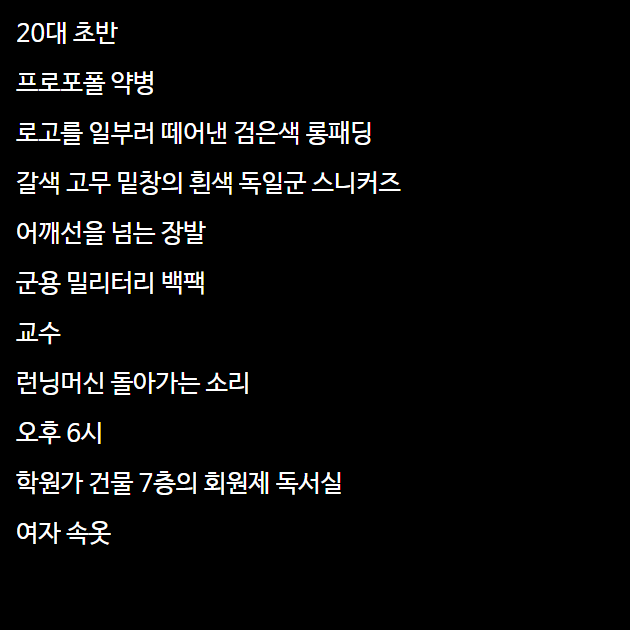 20대 초반
프로포폴 약병
로고를 일부러 떼어낸 검은색 롱패딩
갈색 고무 밑창의 흰색 독일군 스니커즈
어깨선을 넘는 장발
군용 밀리터리 백팩
교수
런닝머신 돌아가는 소리
오후 6시
학원가 건물 7층의 회원제 독서실
여자 속옷